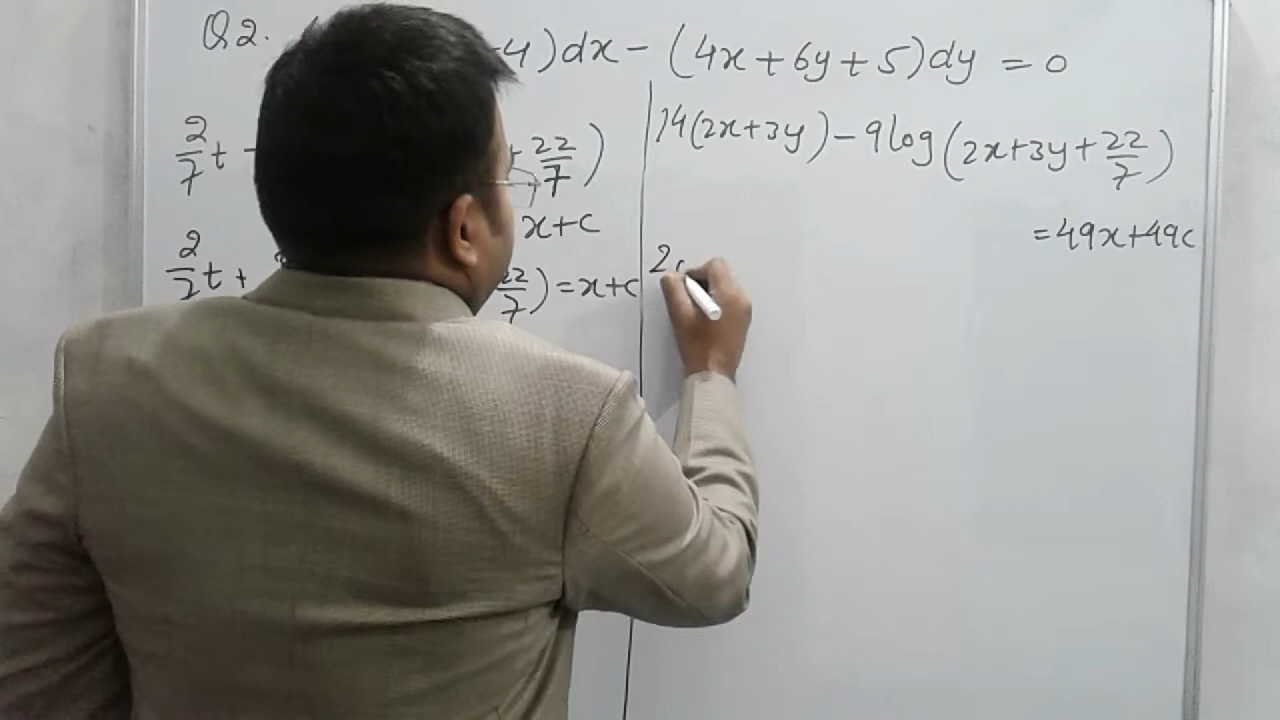 Q2. -4)dx - (4x+6y+5)dy = 0
2/7 t - + 22/7)
x+c
2/7 t + 22/7) = x+c
14(2x+3y) - 9log(2x+3y+22/7)
= 49x+49c
2